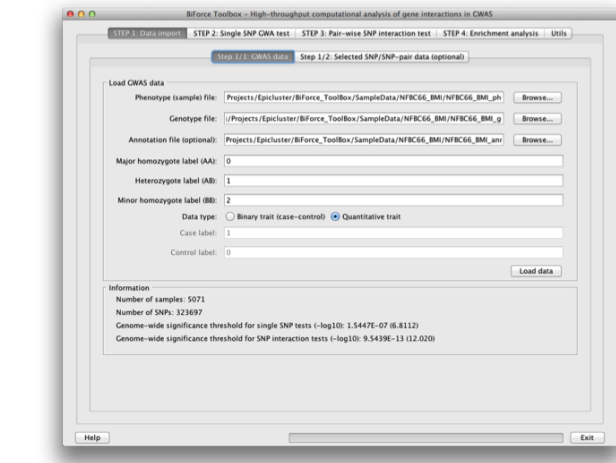 BiForce Toolbox - High-throughput computational analysis of gene interactions in GWAS
STEP 1: Data import STEP 2: Single SNP GWA test STEP 3: Pair-wise SNP interaction test STEP 4: Enrichment analysis Utils
Step 1/1: GWAS data Step 1/2: Selected SNP/SNP-pair data (optional)
Load GWAS data
Phenotype (sample) file: Projects/Epicluster/BiForce_ToolBox/SampleData/NFBC66_BMI/NFBC66_BMI_ph Browse...
Genotype file: i/Projects/Epicluster/BiForce_ToolBox/SampleData/NFBC66_BMI/NFBC66_BMI_g Browse...
Annotation file (optional): Projects/Epicluster/BiForce_ToolBox/SampleData/NFBC66_BMI/NFBC66_BMI_anr Browse...
Major homozygote label (AA): 0
Heterozygote label (AB): 1
Minor homozygote label (BB): 2
Data type: Binary trait (case-control) Quantitative trait
Case label: 1
Control label: 0
Load data
Information
Number of samples: 5071
Number of SNPs: 323697
Genome-wide significance threshold for single SNP tests (-log10): 1.5447E-07 (6.8112)
Genome-wide significance threshold for SNP interaction tests (-log10): 9.5439E-13 (12.020)
Help Exit